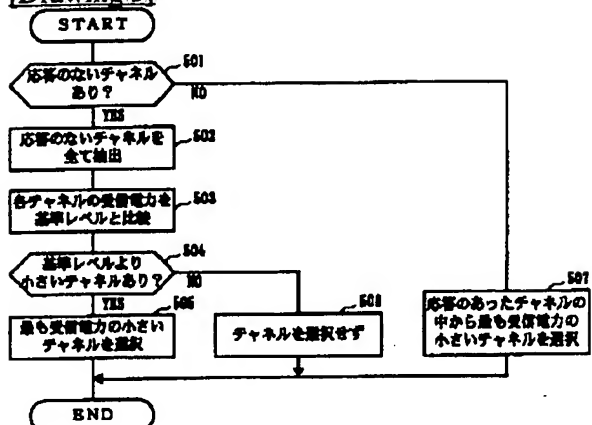 [Drawing 5]
START
応答のないチャネル
あり?
501
NO
YES
応答のないチャネルを
全て抽出
502
各チャネルの受信電力を
基準レベルと比較
503
基準レベルより
小さいチャネルあり?
504
NO
YES
最も受信電力の小さい
チャネルを選択
505
チャネルを選択せず
506
応答のあったチャネルの
中から最も受信電力の
小さいチャネルを選択
507
END